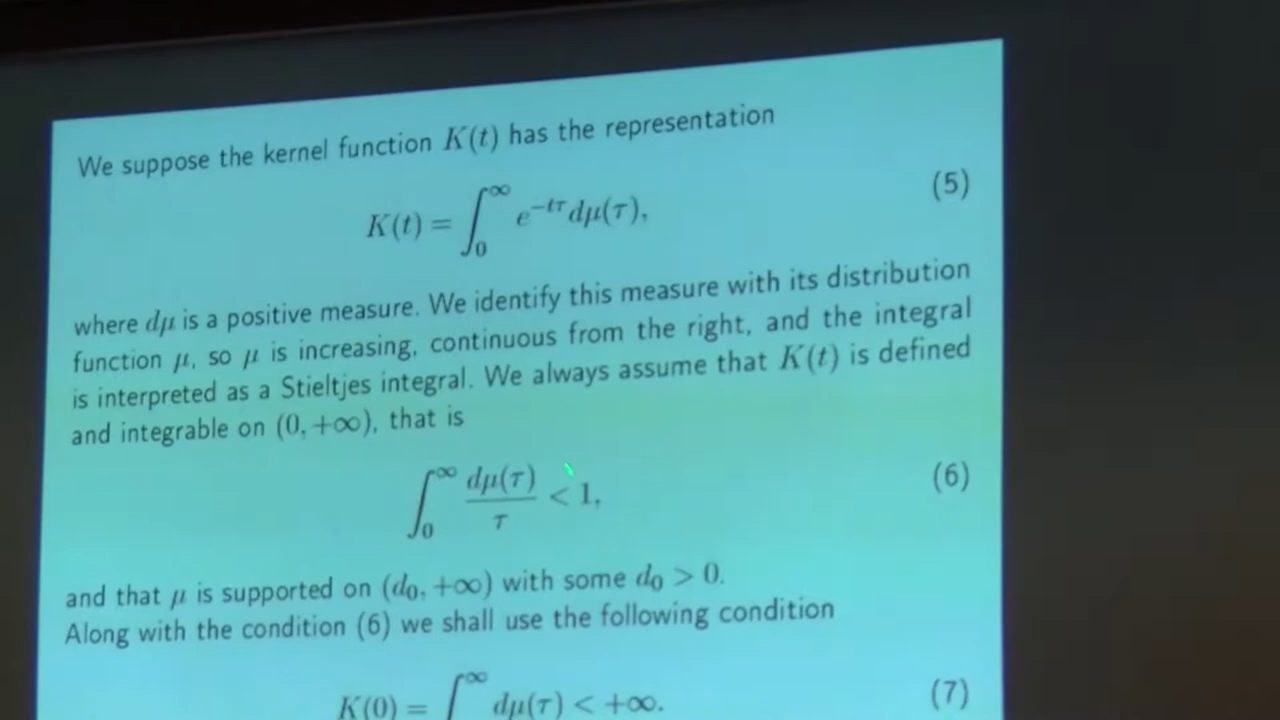 We suppose the kernel function K(t) has the representation
K(t) = ∫₀^∞ e^{−tτ} dμ(τ), (5)
where dμ is a positive measure. We identify this measure with its distribution
function μ, so μ is increasing, continuous from the right, and the integral
is interpreted as a Stieltjes integral. We always assume that K(t) is defined
and integrable on (0, +∞), that is
∫₀^∞ dμ(τ)/τ < 1, (6)
and that μ is supported on (d₀, +∞) with some d₀ > 0.
Along with the condition (6) we shall use the following condition
K(0) = ∫^∞ dμ(τ) < +∞. (7)